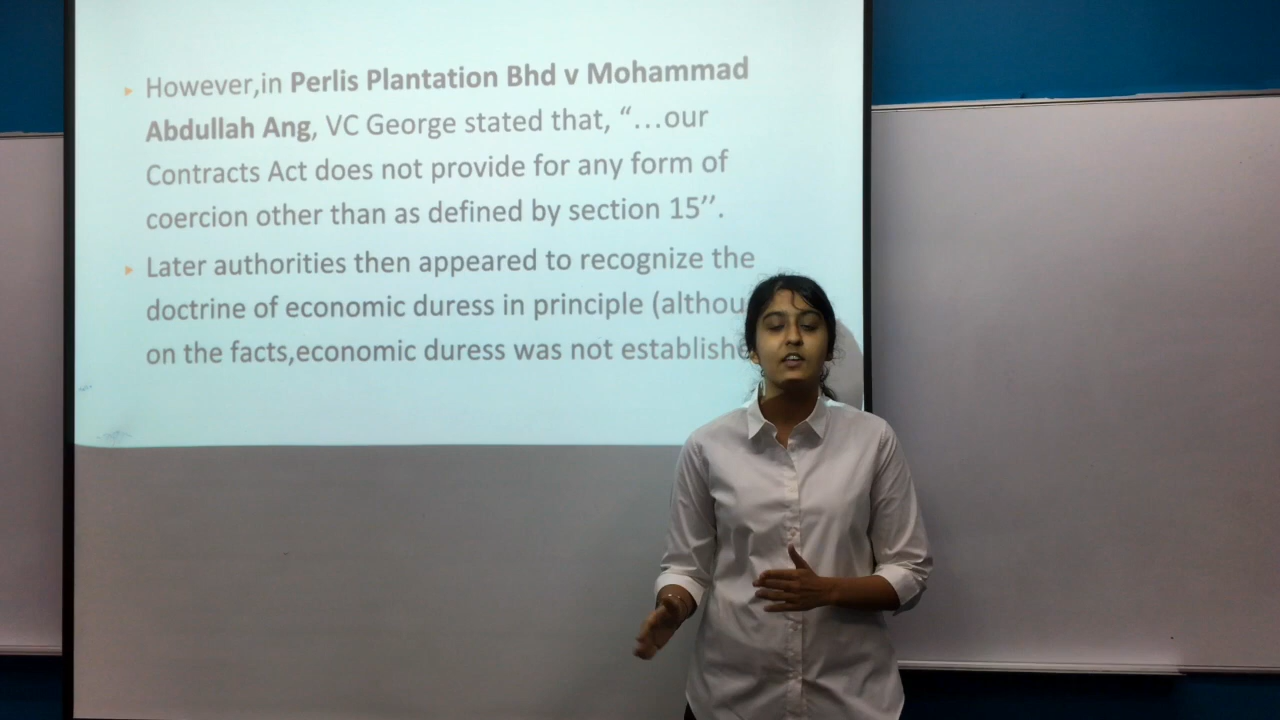 However,in Perlis Plantation Bhd v Mohammad
Abdullah Ang, VC George stated that, “…our
Contracts Act does not provide for any form of
coercion other than as defined by section 15’’.
Later authorities then appeared to recognize the
doctrine of economic duress in principle (althou
on the facts,economic duress was not establishe